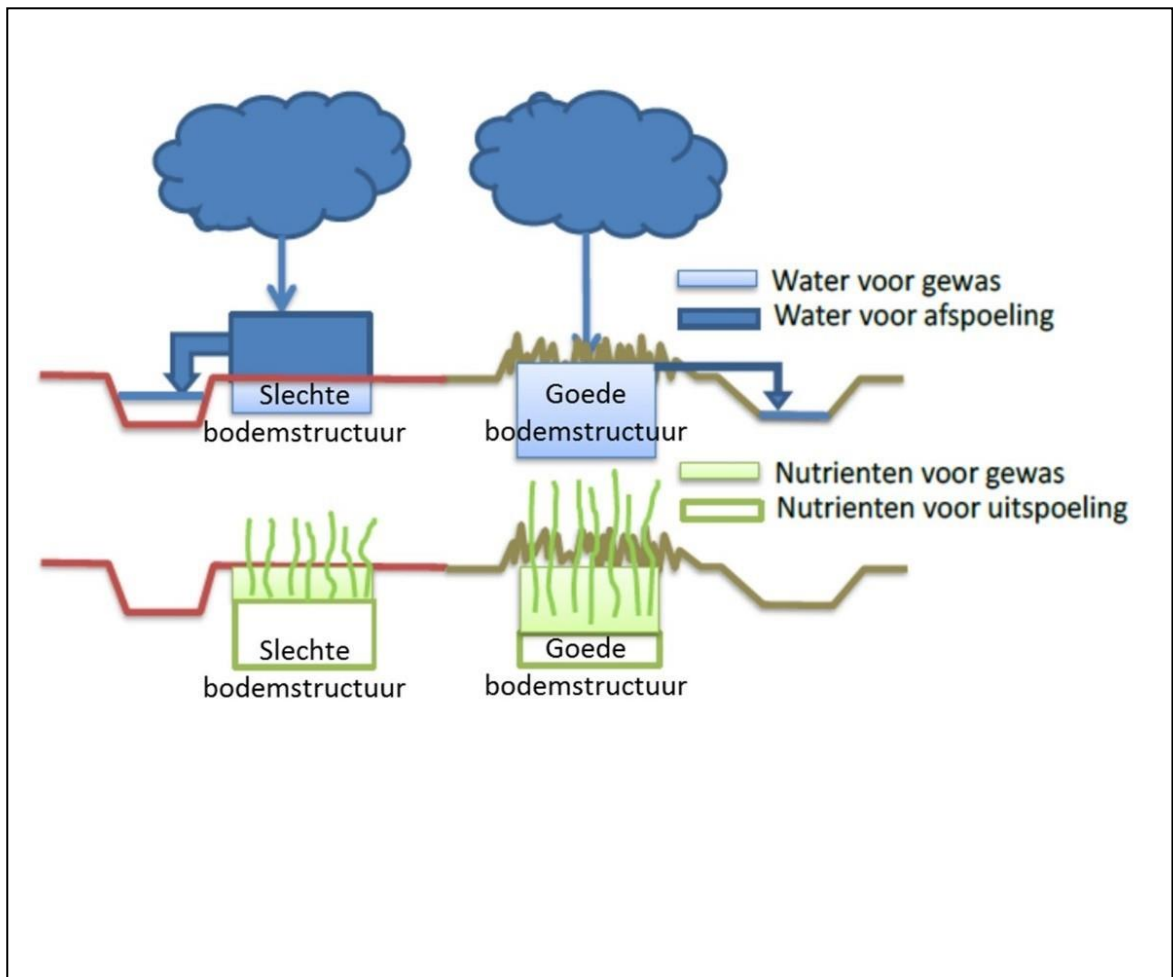 Water voor gewas
Water voor afspoeling
Slechte
bodemstructuur
Goede
bodemstructuur
Nutrienten voor gewas
Nutrienten voor uitspoeling
Slechte
bodemstructuur
Goede
bodemstructuur